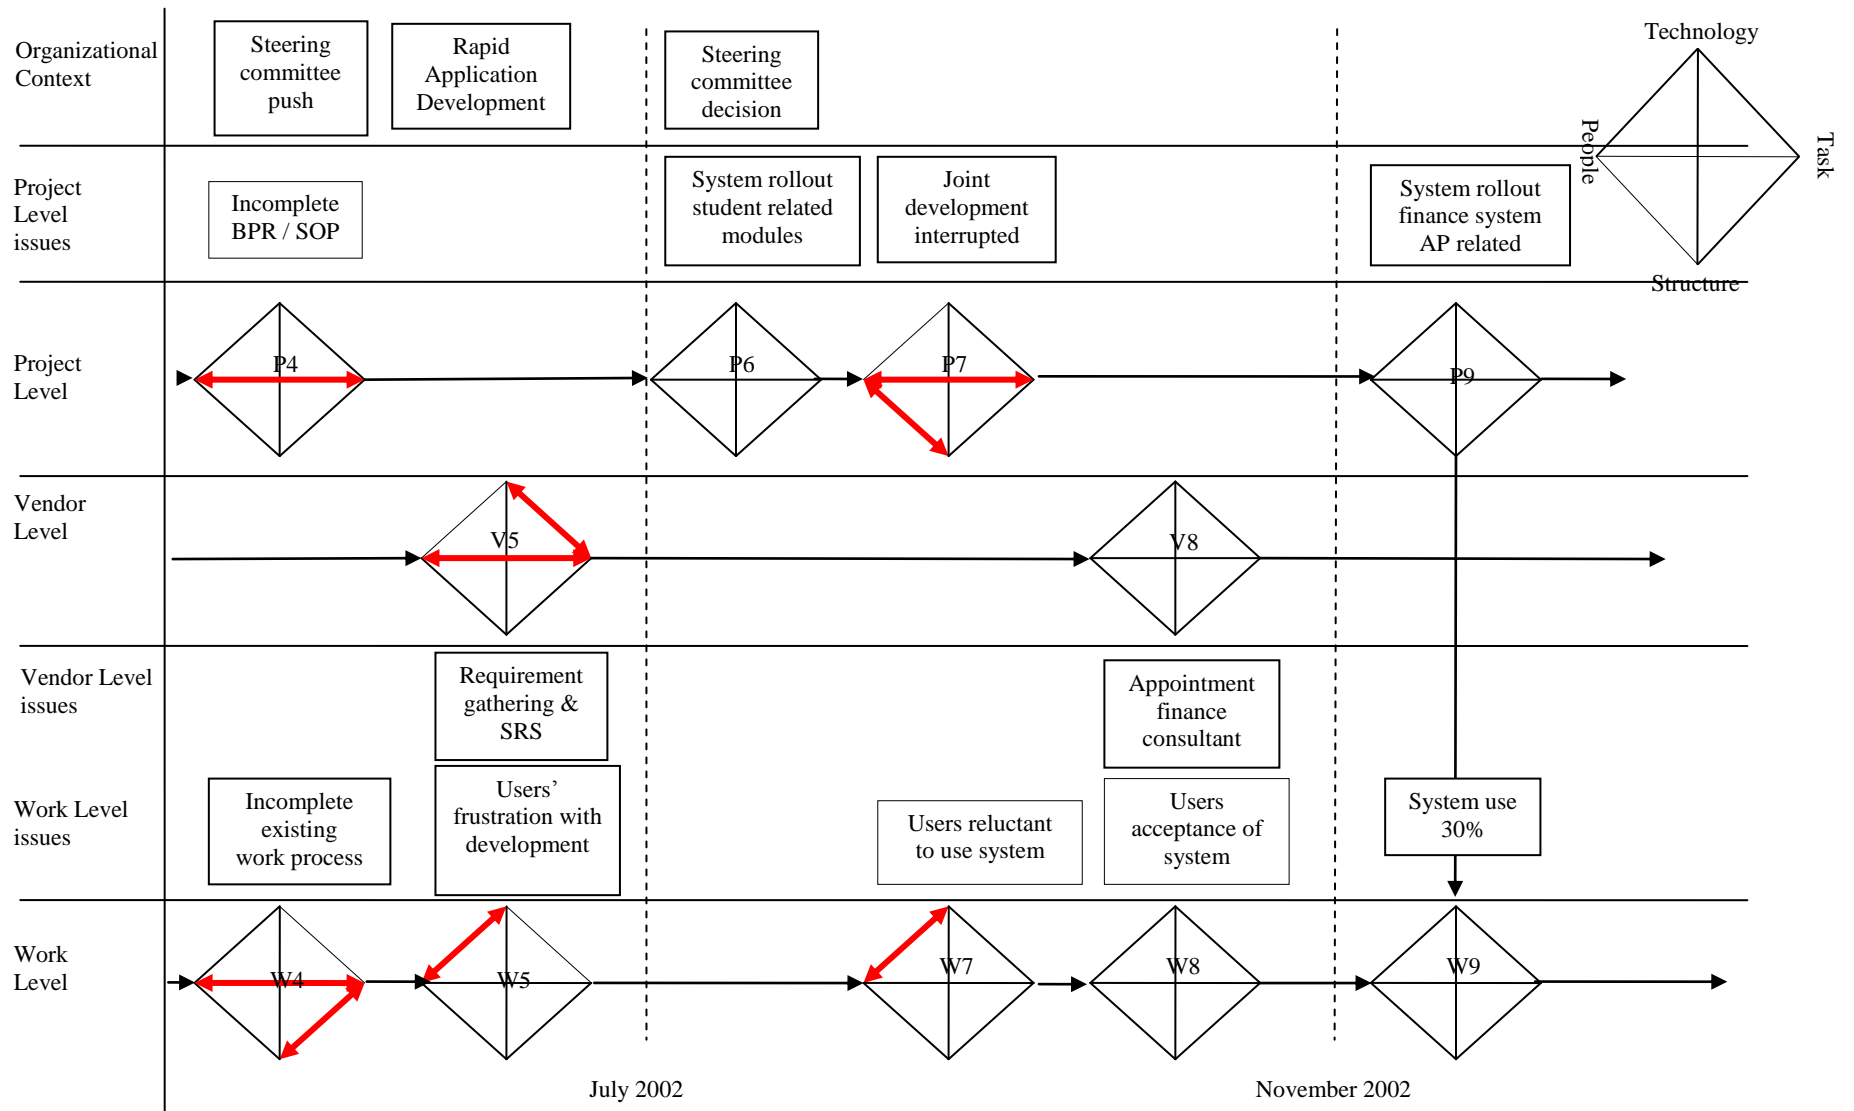 Organizational
Context
Steering
committee
push
Rapid
Application
Development
Steering
committee
decision
Technology
People
Task
Structure
Project
Level
issues
Incomplete
BPR / SOP
System rollout
student related
modules
Joint
development
interrupted
System rollout
finance system
AP related
Project
Level
P4
P6
P7
P9
Vendor
Level
V5
V8
Vendor Level
issues
Requirement
gathering &
SRS
Appointment
finance
consultant
Work Level
issues
Incomplete
existing
work process
Users’
frustration with
development
Users reluctant
to use system
Users
acceptance of
system
System use
30%
Work
Level
W4
W5
W7
W8
W9
July 2002
November 2002